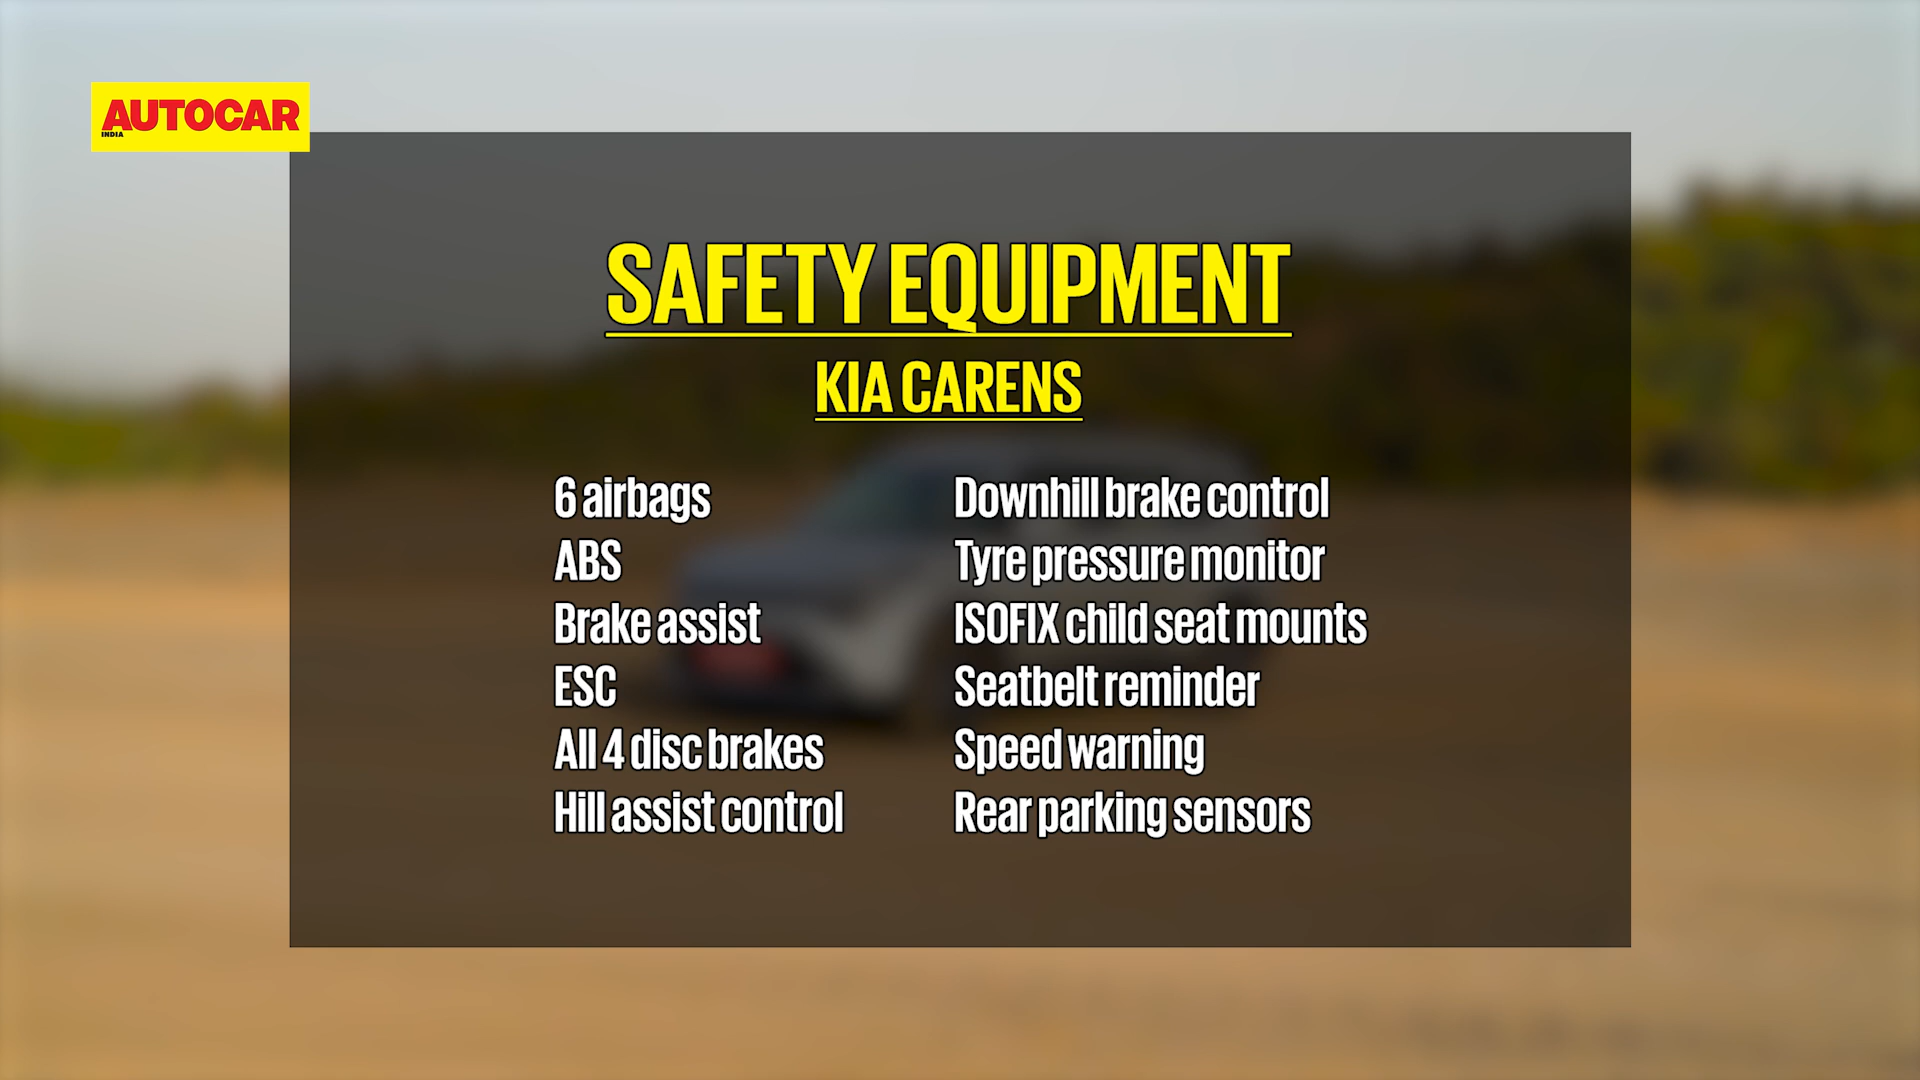 AUTOCAR
INDIA
SAFETY EQUIPMENT
KIA CARENS
6 airbags
ABS
Brake assist
ESC
All 4 disc brakes
Hill assist control
Downhill brake control
Tyre pressure monitor
ISOFIX child seat mounts
Seatbelt reminder
Speed warning
Rear parking sensors